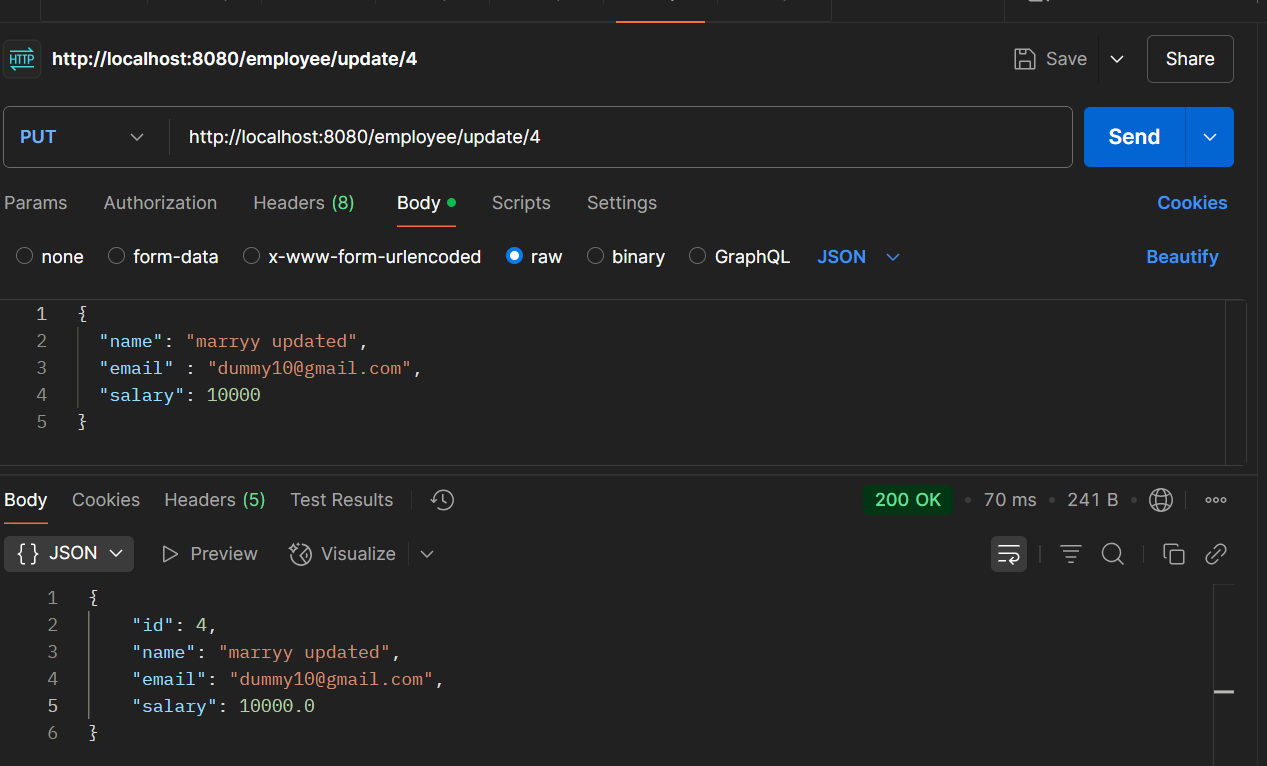 HTTP http://localhost:8080/employee/update/4 Save Share
PUT http://localhost:8080/employee/update/4 Send
Params Authorization Headers (8) Body Scripts Settings Cookies
none form-data x-www-form-urlencoded raw binary GraphQL JSON Beautify
1 {
2 "name": "marryy updated",
3 "email" : "dummy10@gmail.com",
4 "salary": 10000
5 }
Body Cookies Headers (5) Test Results 200 OK • 70 ms • 241 B •
{} JSON Preview Visualize
1 {
2 "id": 4,
3 "name": "marryy updated",
4 "email": "dummy10@gmail.com",
5 "salary": 10000.0
6 }